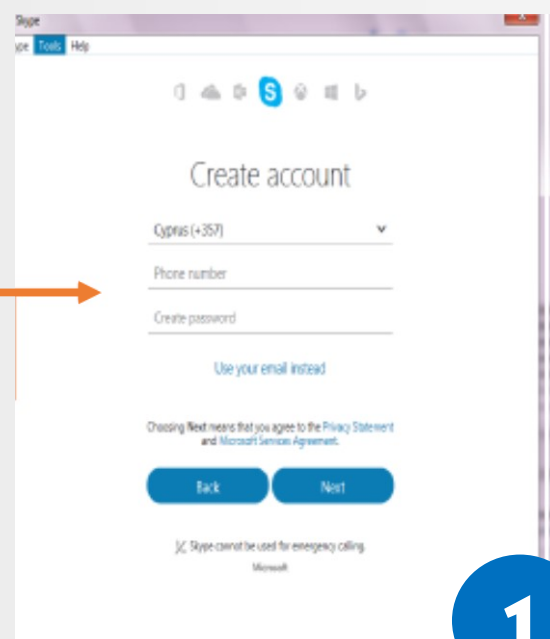 Skype
Tools Help
S
Create account
Cyprus (+357)
Phone number
Create password
Use your email instead
Choosing Next means that you agree to the Privacy Statement
and Microsoft Services Agreement.
Back Next
Skype cannot be used for emergency calling.
Microsoft
1